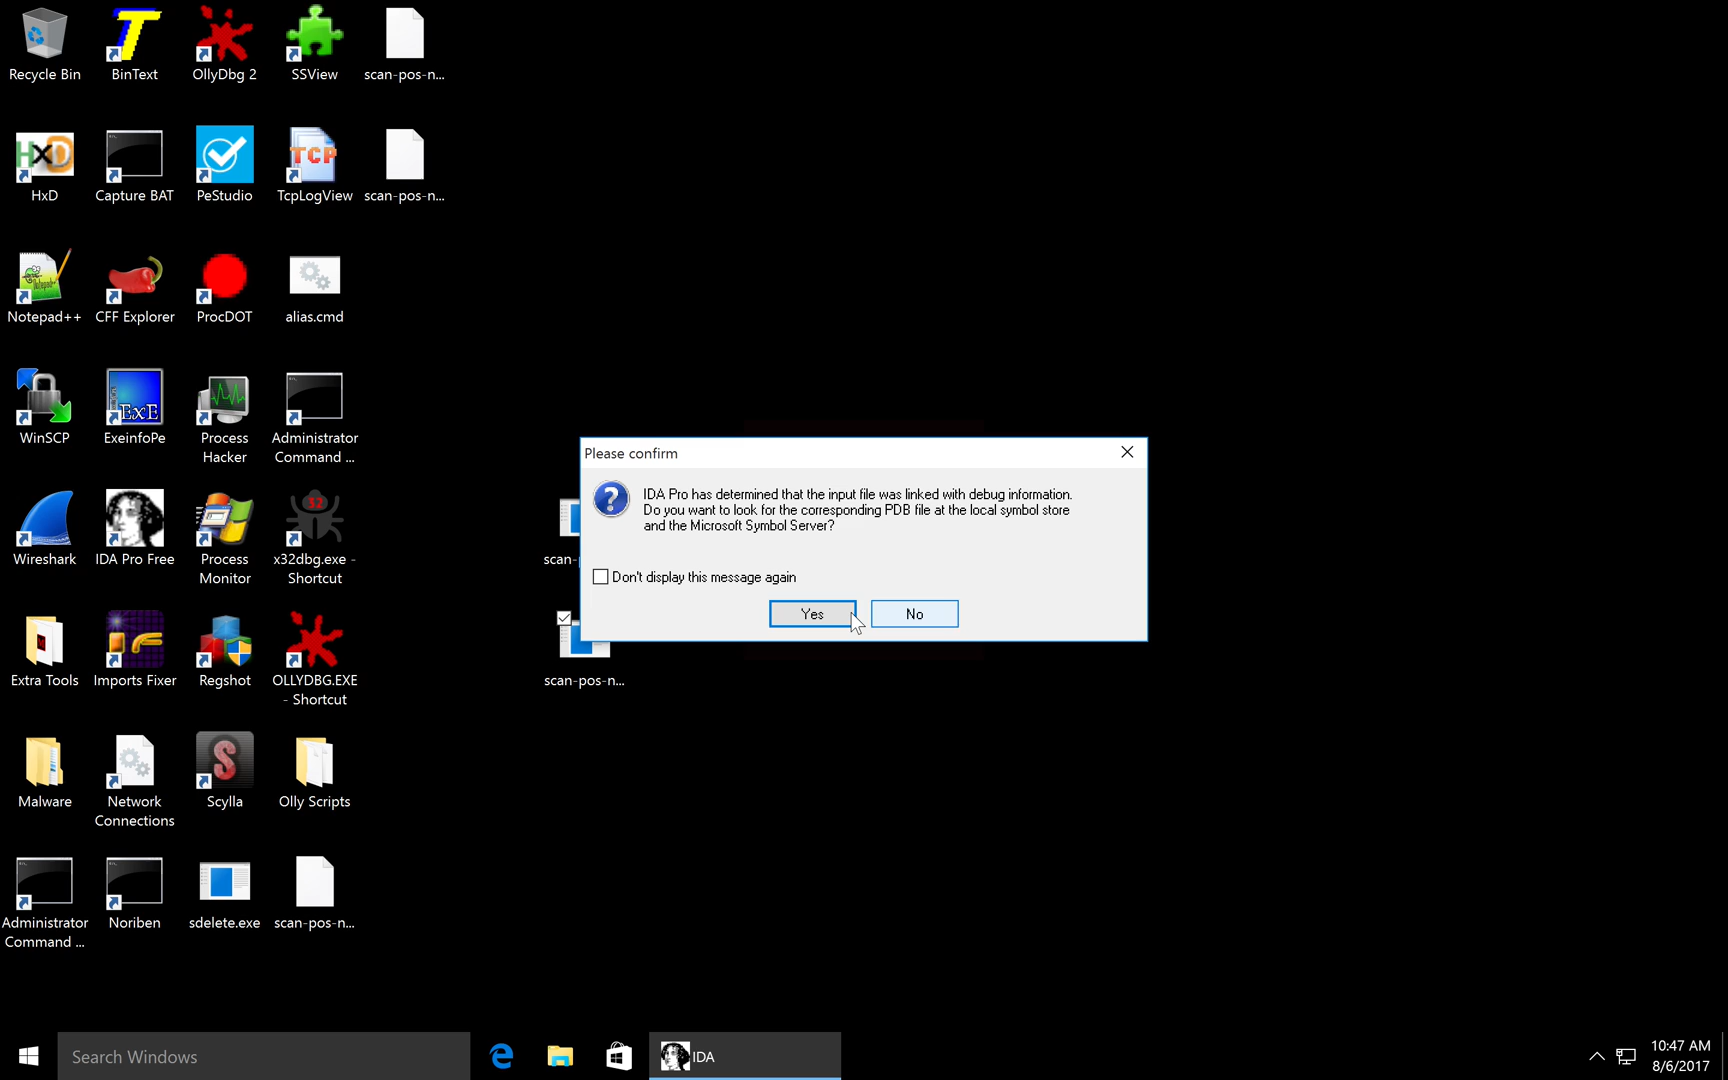 Recycle Bin
BinText
OllyDbg 2
SSView
scan-pos-n...
HxD
HxD
Capture BAT
PeStudio
TCP
TcpLogView
scan-pos-n...
Notepad++
CFF Explorer
ProcDOT
alias.cmd
WinSCP
ExE
ExeinfoPe
Process
Hacker
Administrator
Command ...
Wireshark
IDA Pro Free
Process
Monitor
32
x32dbg.exe -
Shortcut
scan-p
Extra Tools
Imports Fixer
Regshot
OLLYDBG.EXE
- Shortcut
scan-pos-n...
Malware
Network
Connections
S
Scylla
Olly Scripts
Administrator
Command ...
Noriben
sdelete.exe
scan-pos-n...
Please confirm
IDA Pro has determined that the input file was linked with debug information.
Do you want to look for the corresponding PDB file at the local symbol store
and the Microsoft Symbol Server?
Don't display this message again
Yes
No
Search Windows
IDA
10:47 AM
8/6/2017